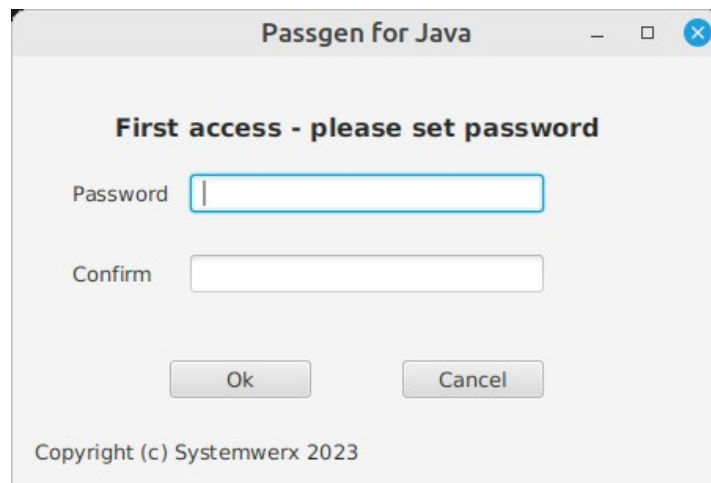 Passgen for Java
First access - please set password
Password
Confirm
Ok Cancel
Copyright (c) Systemwerx 2023